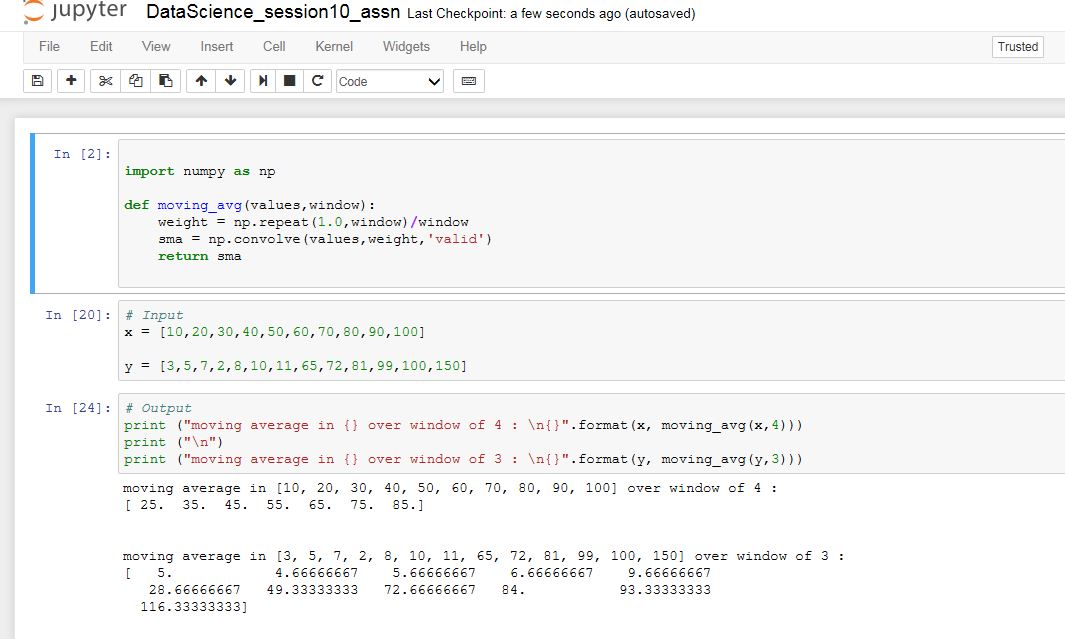 jupyter DataScience_session10_assn Last Checkpoint: a few seconds ago (autosaved)
File Edit View Insert Cell Kernel Widgets Help Trusted
Code
In [2]:
import numpy as np
def moving_avg(values,window):
    weight = np.repeat(1.0,window)/window
    sma = np.convolve(values,weight,'valid')
    return sma
In [20]: # Input
x = [10,20,30,40,50,60,70,80,90,100]
y = [3,5,7,2,8,10,11,65,72,81,99,100,150]
In [24]: # Output
print ("moving average in {} over window of 4 : \n{}".format(x, moving_avg(x,4)))
print ("\n")
print ("moving average in {} over window of 3 : \n{}".format(y, moving_avg(y,3)))
moving average in [10, 20, 30, 40, 50, 60, 70, 80, 90, 100] over window of 4 :
[ 25.  35.  45.  55.  65.  75.  85.]
moving average in [3, 5, 7, 2, 8, 10, 11, 65, 72, 81, 99, 100, 150] over window of 3 :
[   5.            4.66666667    5.66666667    6.66666667    9.66666667
   28.66666667   49.33333333   72.66666667   84.           93.33333333
  116.33333333]